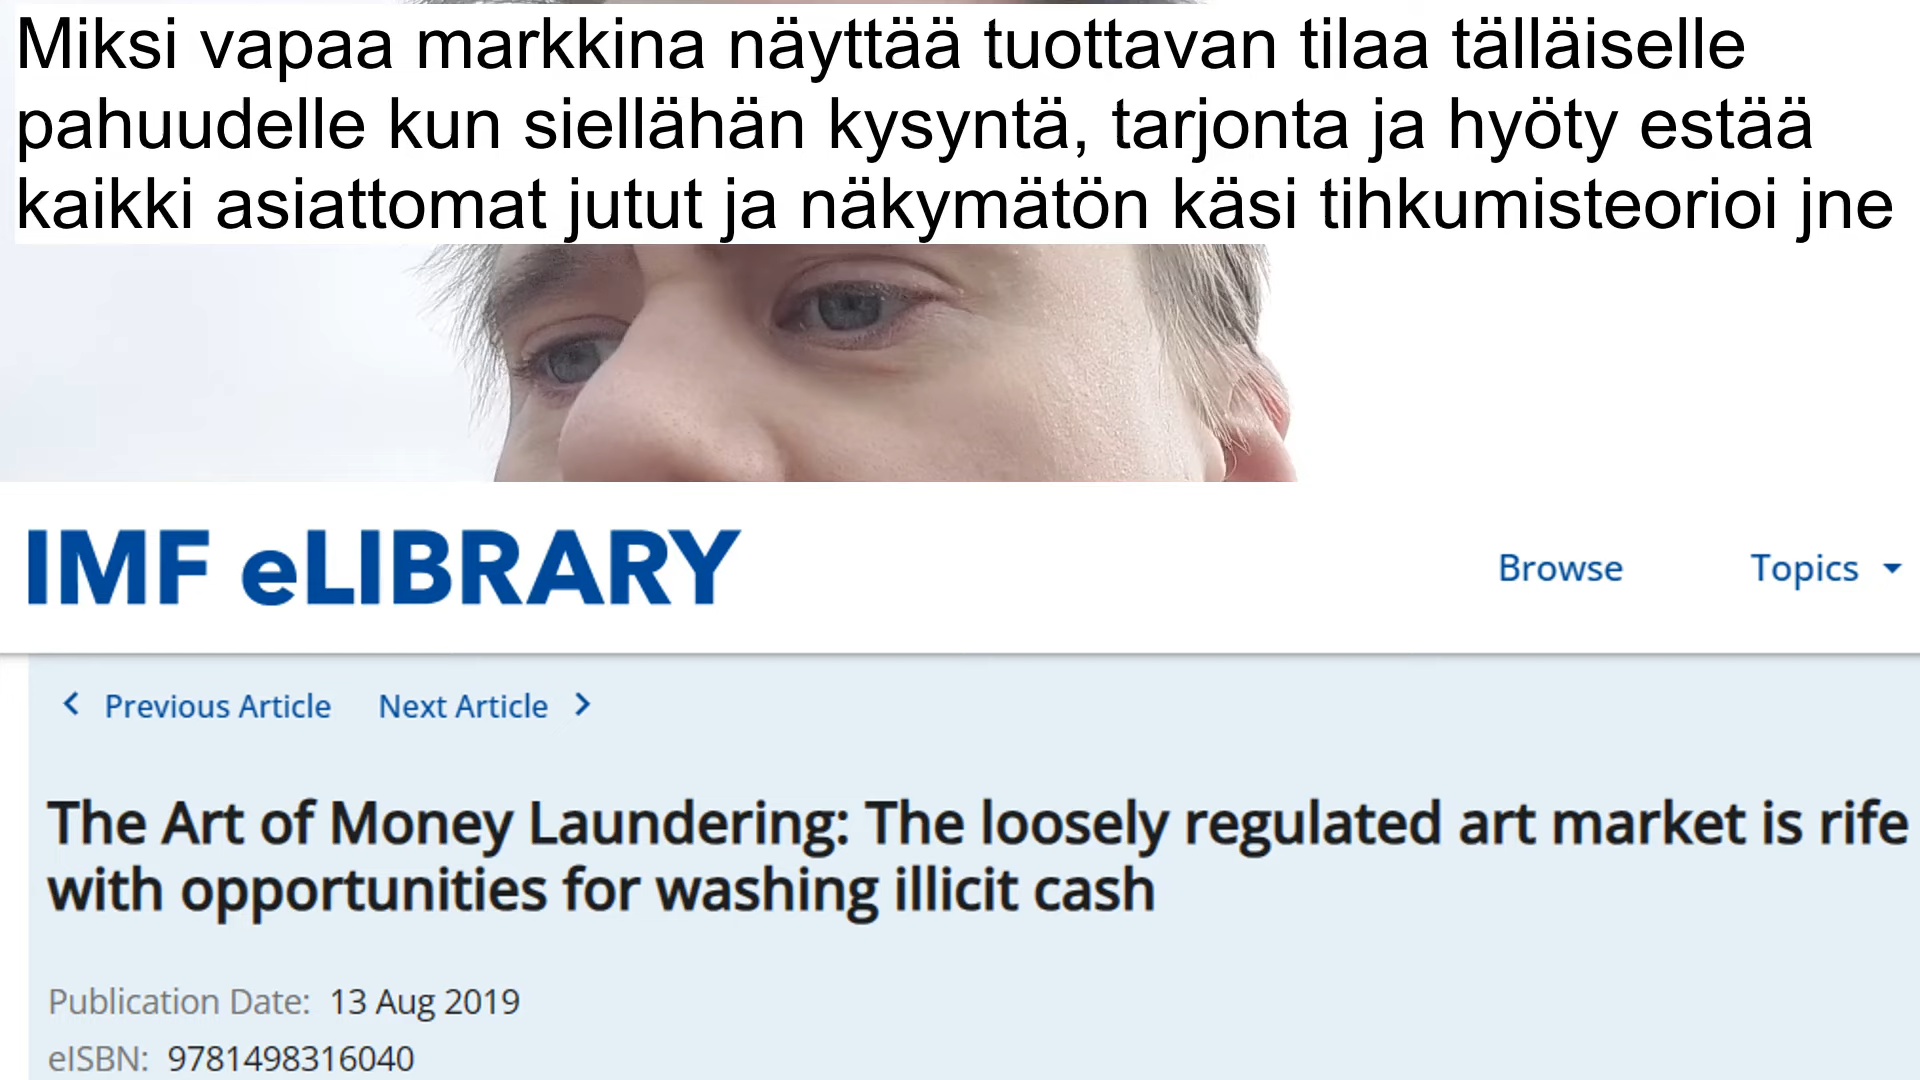 Miksi vapaa markkina näyttää tuottavan tilaa tälläiselle
pahuudelle kun siellähän kysyntä, tarjonta ja hyöty estää
kaikki asiattomat jutut ja näkymätön käsi tihkumisteorioi jne
IMF eLIBRARY
Browse
Topics
Previous Article
Next Article
The Art of Money Laundering: The loosely regulated art market is rife
with opportunities for washing illicit cash
Publication Date: 13 Aug 2019
eISBN: 9781498316040